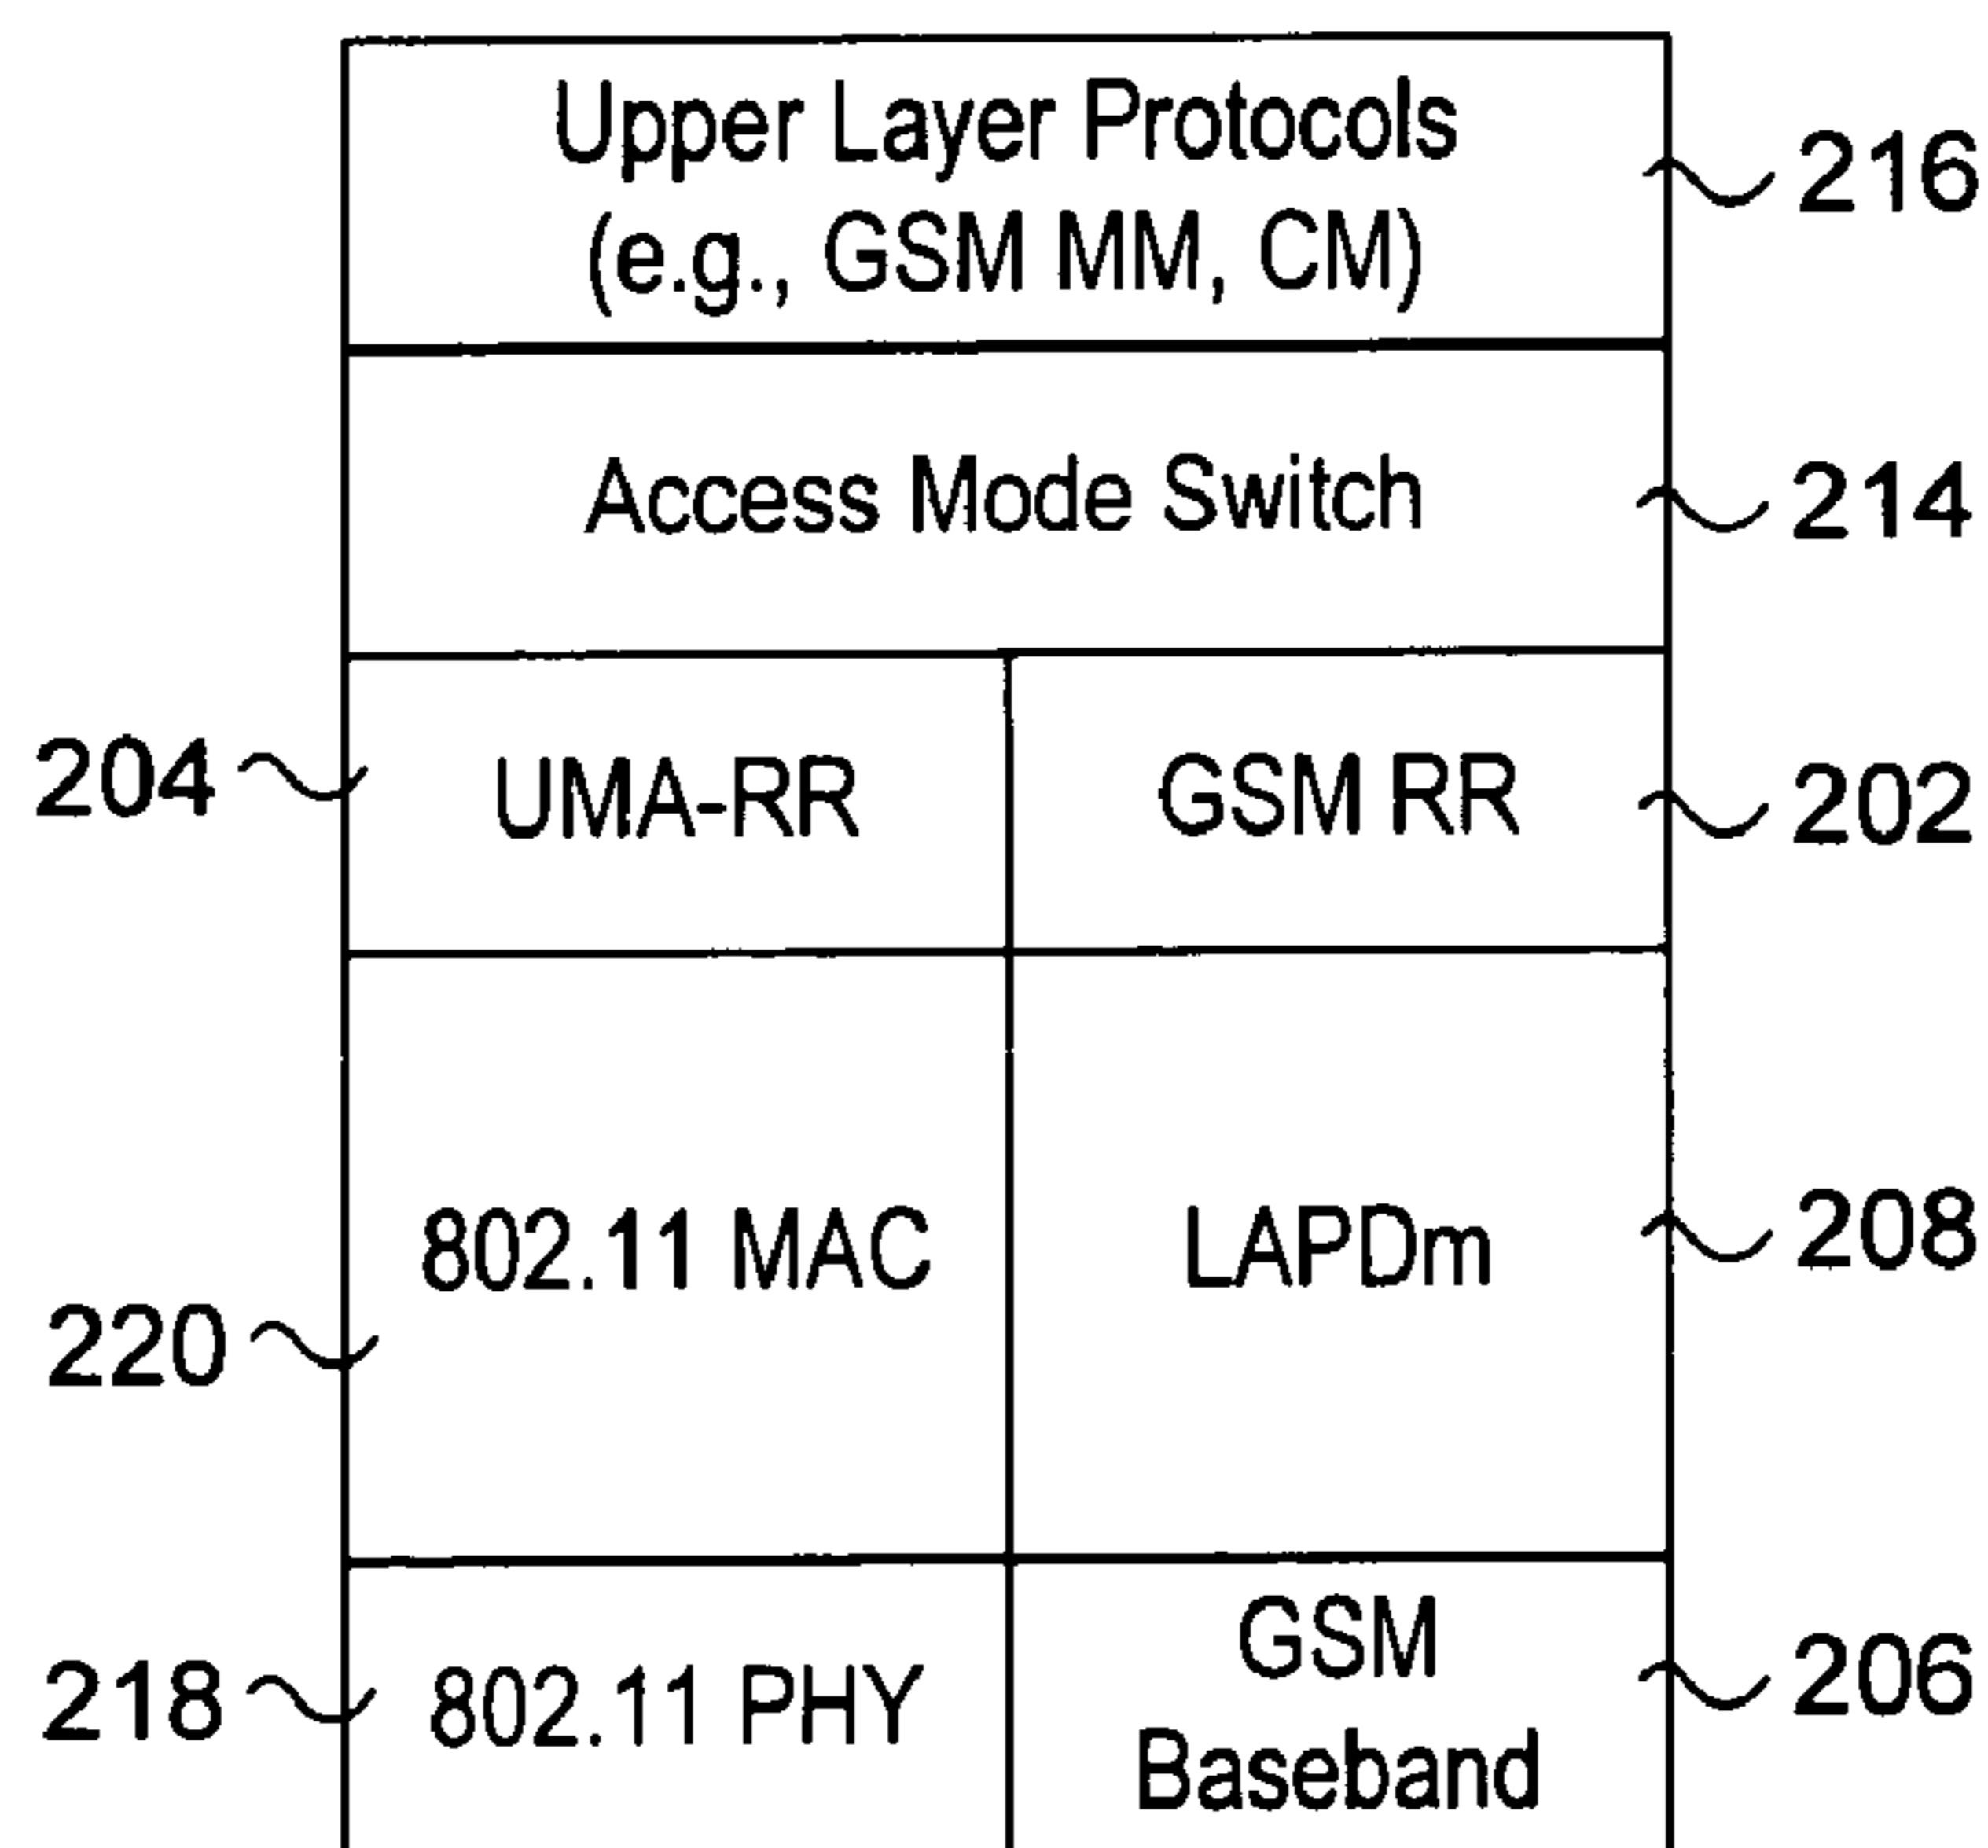 Upper Layer Protocols
(e.g., GSM MM, CM)
216
Access Mode Switch
214
204
UMA-RR
GSM RR
202
802.11 MAC
LAPDm
208
220
218
802.11 PHY
GSM
Baseband
206